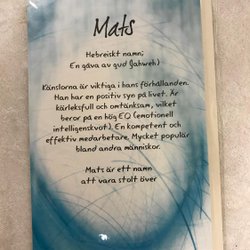 Mats
Hebreiskt namn;
En gåva av gud (Jahweh)
Känslorna är viktiga i hans förhållanden.
Han har en positiv syn på livet. Är
kärleksfull och omtänksam, vilket
beror på en hög EQ (emotionell
intelligenskvot). En kompetent och
effektiv medarbetare. Mycket populär
bland andra människor.
Mats är ett namn
att vara stolt över